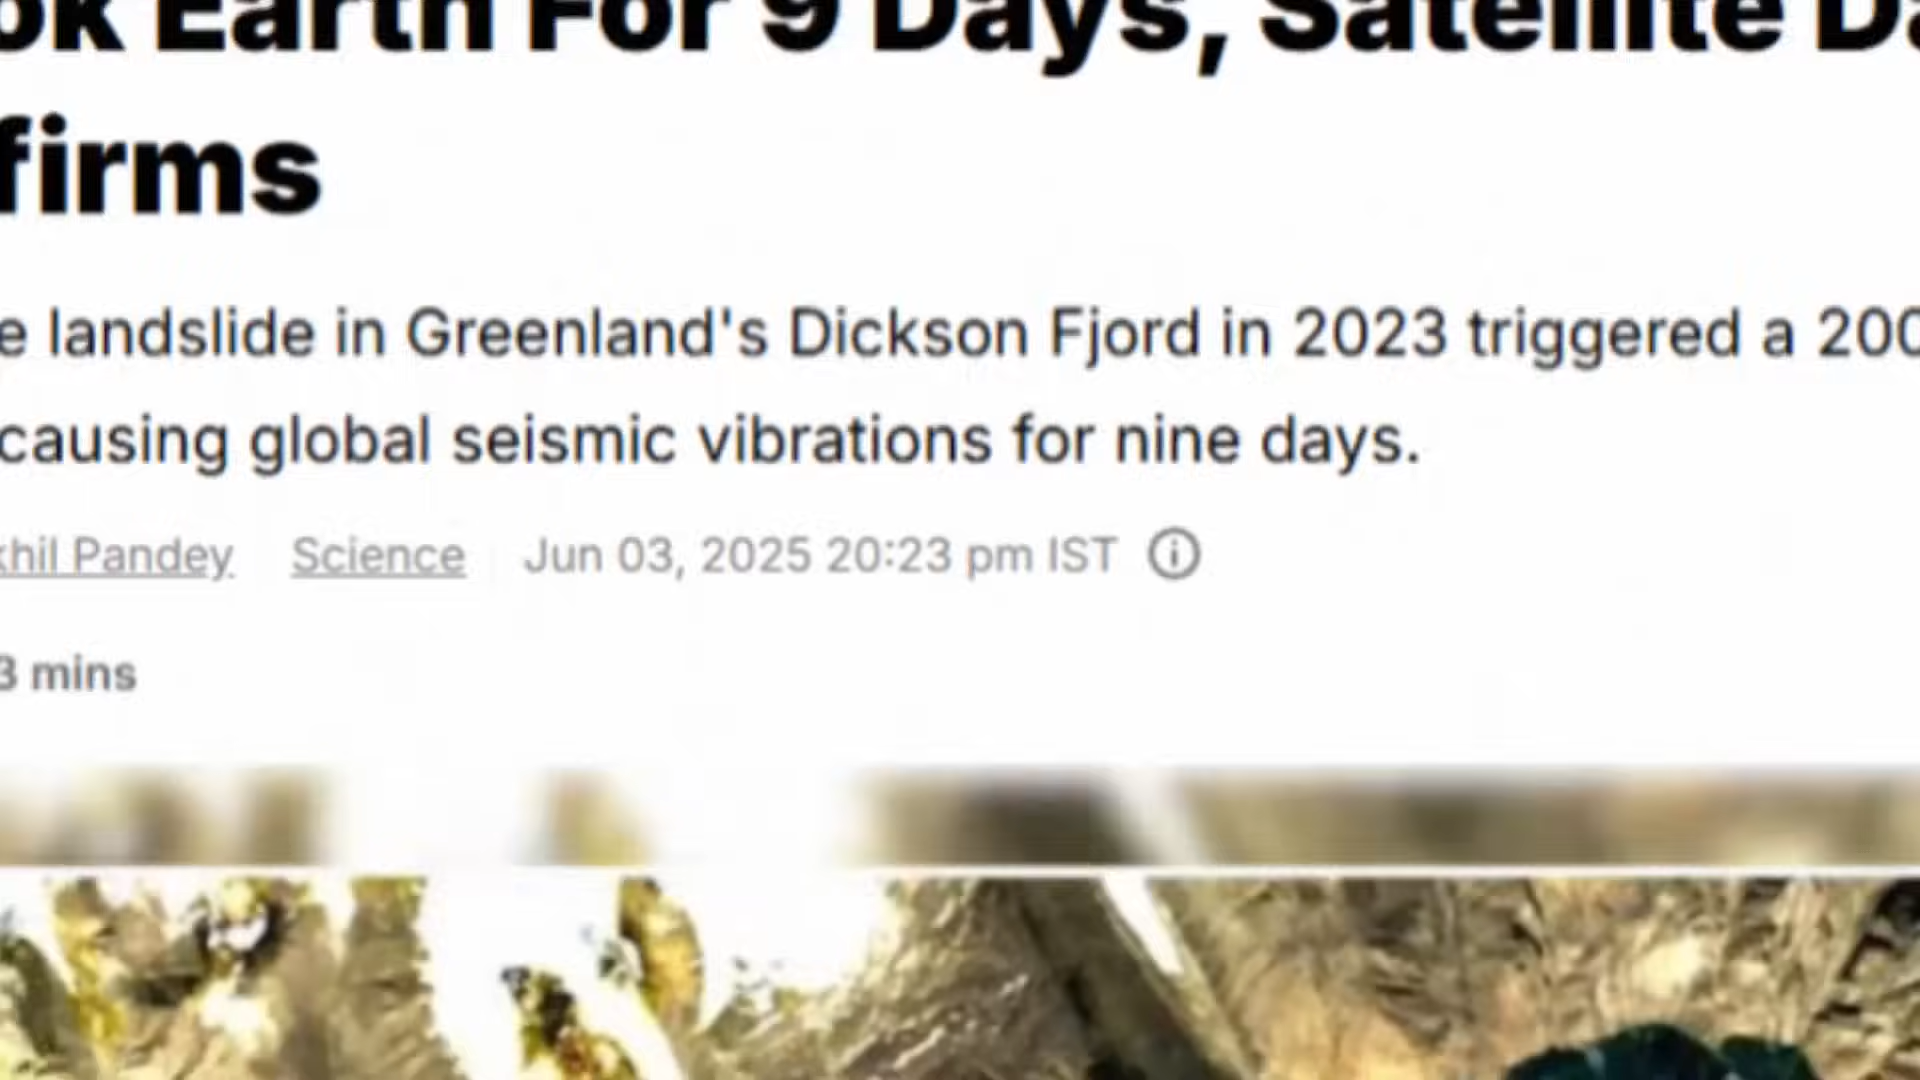 ok Earth For 9 Days, Satellite Da
firms
e landslide in Greenland's Dickson Fjord in 2023 triggered a 200
causing global seismic vibrations for nine days.
khil Pandey Science Jun 03, 2025 20:23 pm IST
3 mins